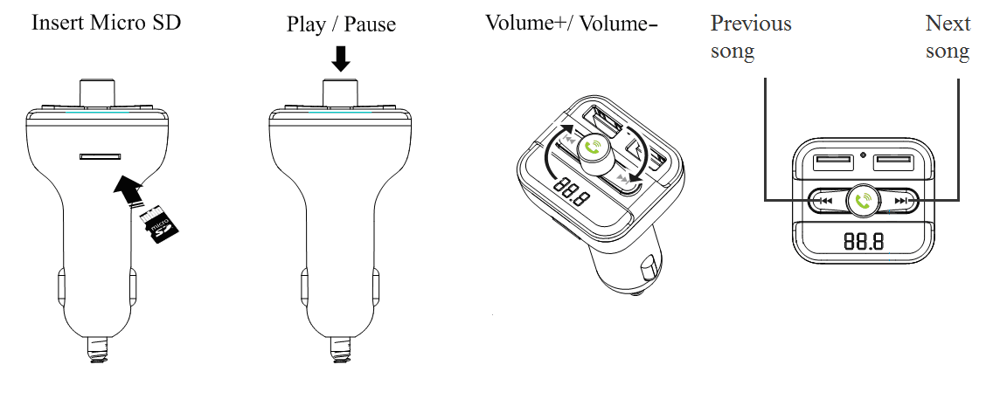 Insert Micro SD
Play / Pause
Volume+/ Volume-
Previous
song
Next
song
micro
SD
88.8
88.8